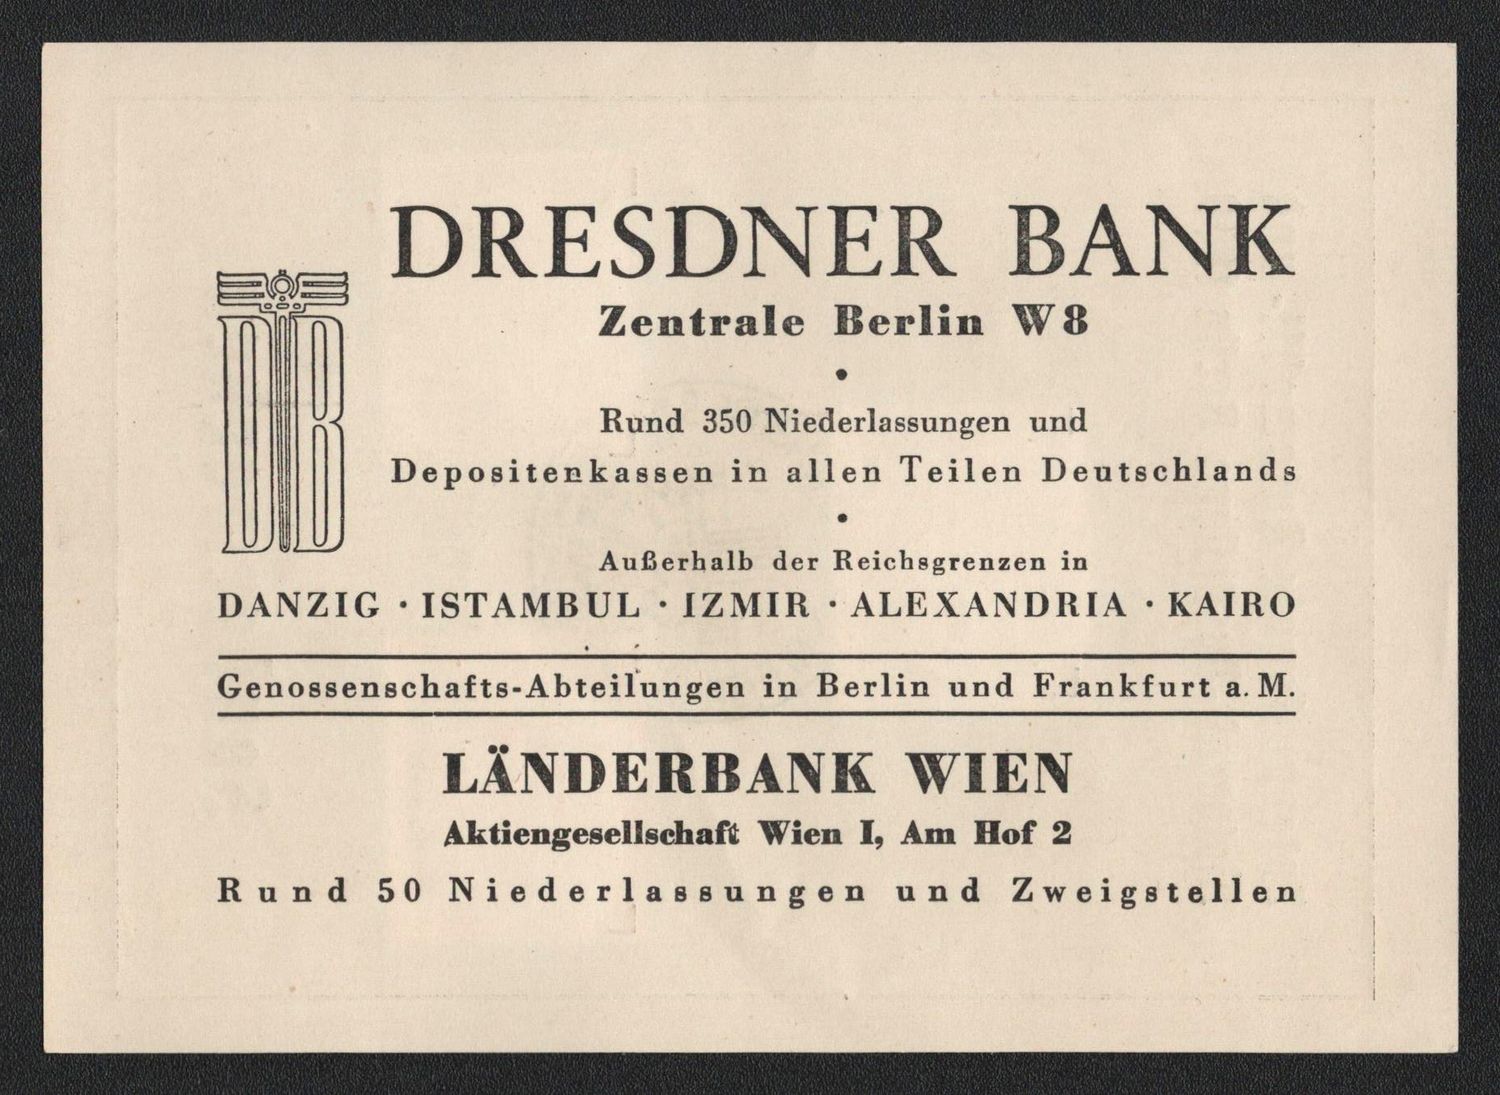 DRESDNER BANK
Zentrale Berlin W 8
•
Rund 350 Niederlassungen und
Depositenkassen in allen Teilen Deutschlands
•
Außerhalb der Reichsgrenzen in
DANZIG · ISTAMBUL · IZMIR · ALEXANDRIA · KAIRO
Genossenschafts-Abteilungen in Berlin und Frankfurt a. M.
LÄNDERBANK WIEN
Aktiengesellschaft Wien I, Am Hof 2
Rund 50 Niederlassungen und Zweigstellen
DB